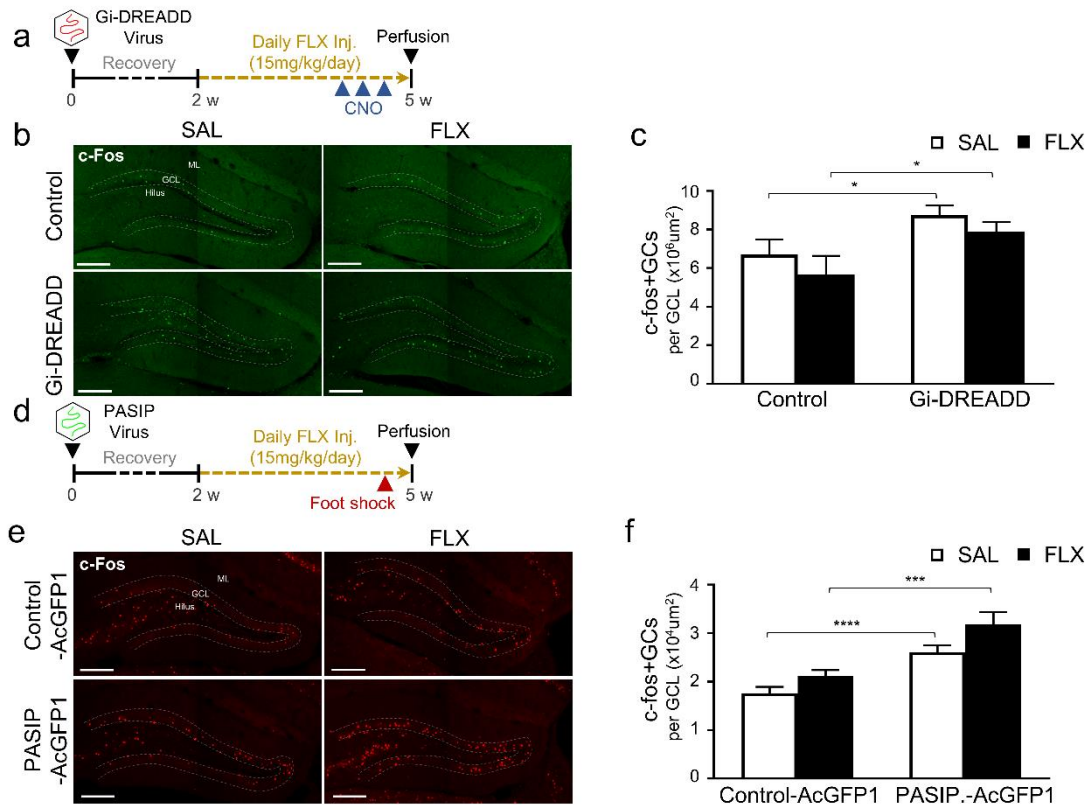 a
Gi-DREADD
Virus
Recovery
Daily FLX Inj.
(15mg/kg/day)
Perfusion
0
2 w
CNO
5 w
b
SAL
FLX
c-Fos
ML
GCL
Hilus
Control
Gi-DREADD
c
SAL
FLX
c-fos+GCs
per GCL (x10⁶um²)
10
8
6
4
2
0
*
*
Control
Gi-DREADD
d
PASIP
Virus
Recovery
Daily FLX Inj.
(15mg/kg/day)
Perfusion
0
2 w
Foot shock
5 w
e
SAL
FLX
c-Fos
ML
GCL
Hilus
Control
-AcGFP1
PASIP
-AcGFP1
f
SAL
FLX
c-fos+GCs
per GCL (x10⁴um²)
4
3
2
1
0
***
****
Control-AcGFP1
PASIP.-AcGFP1